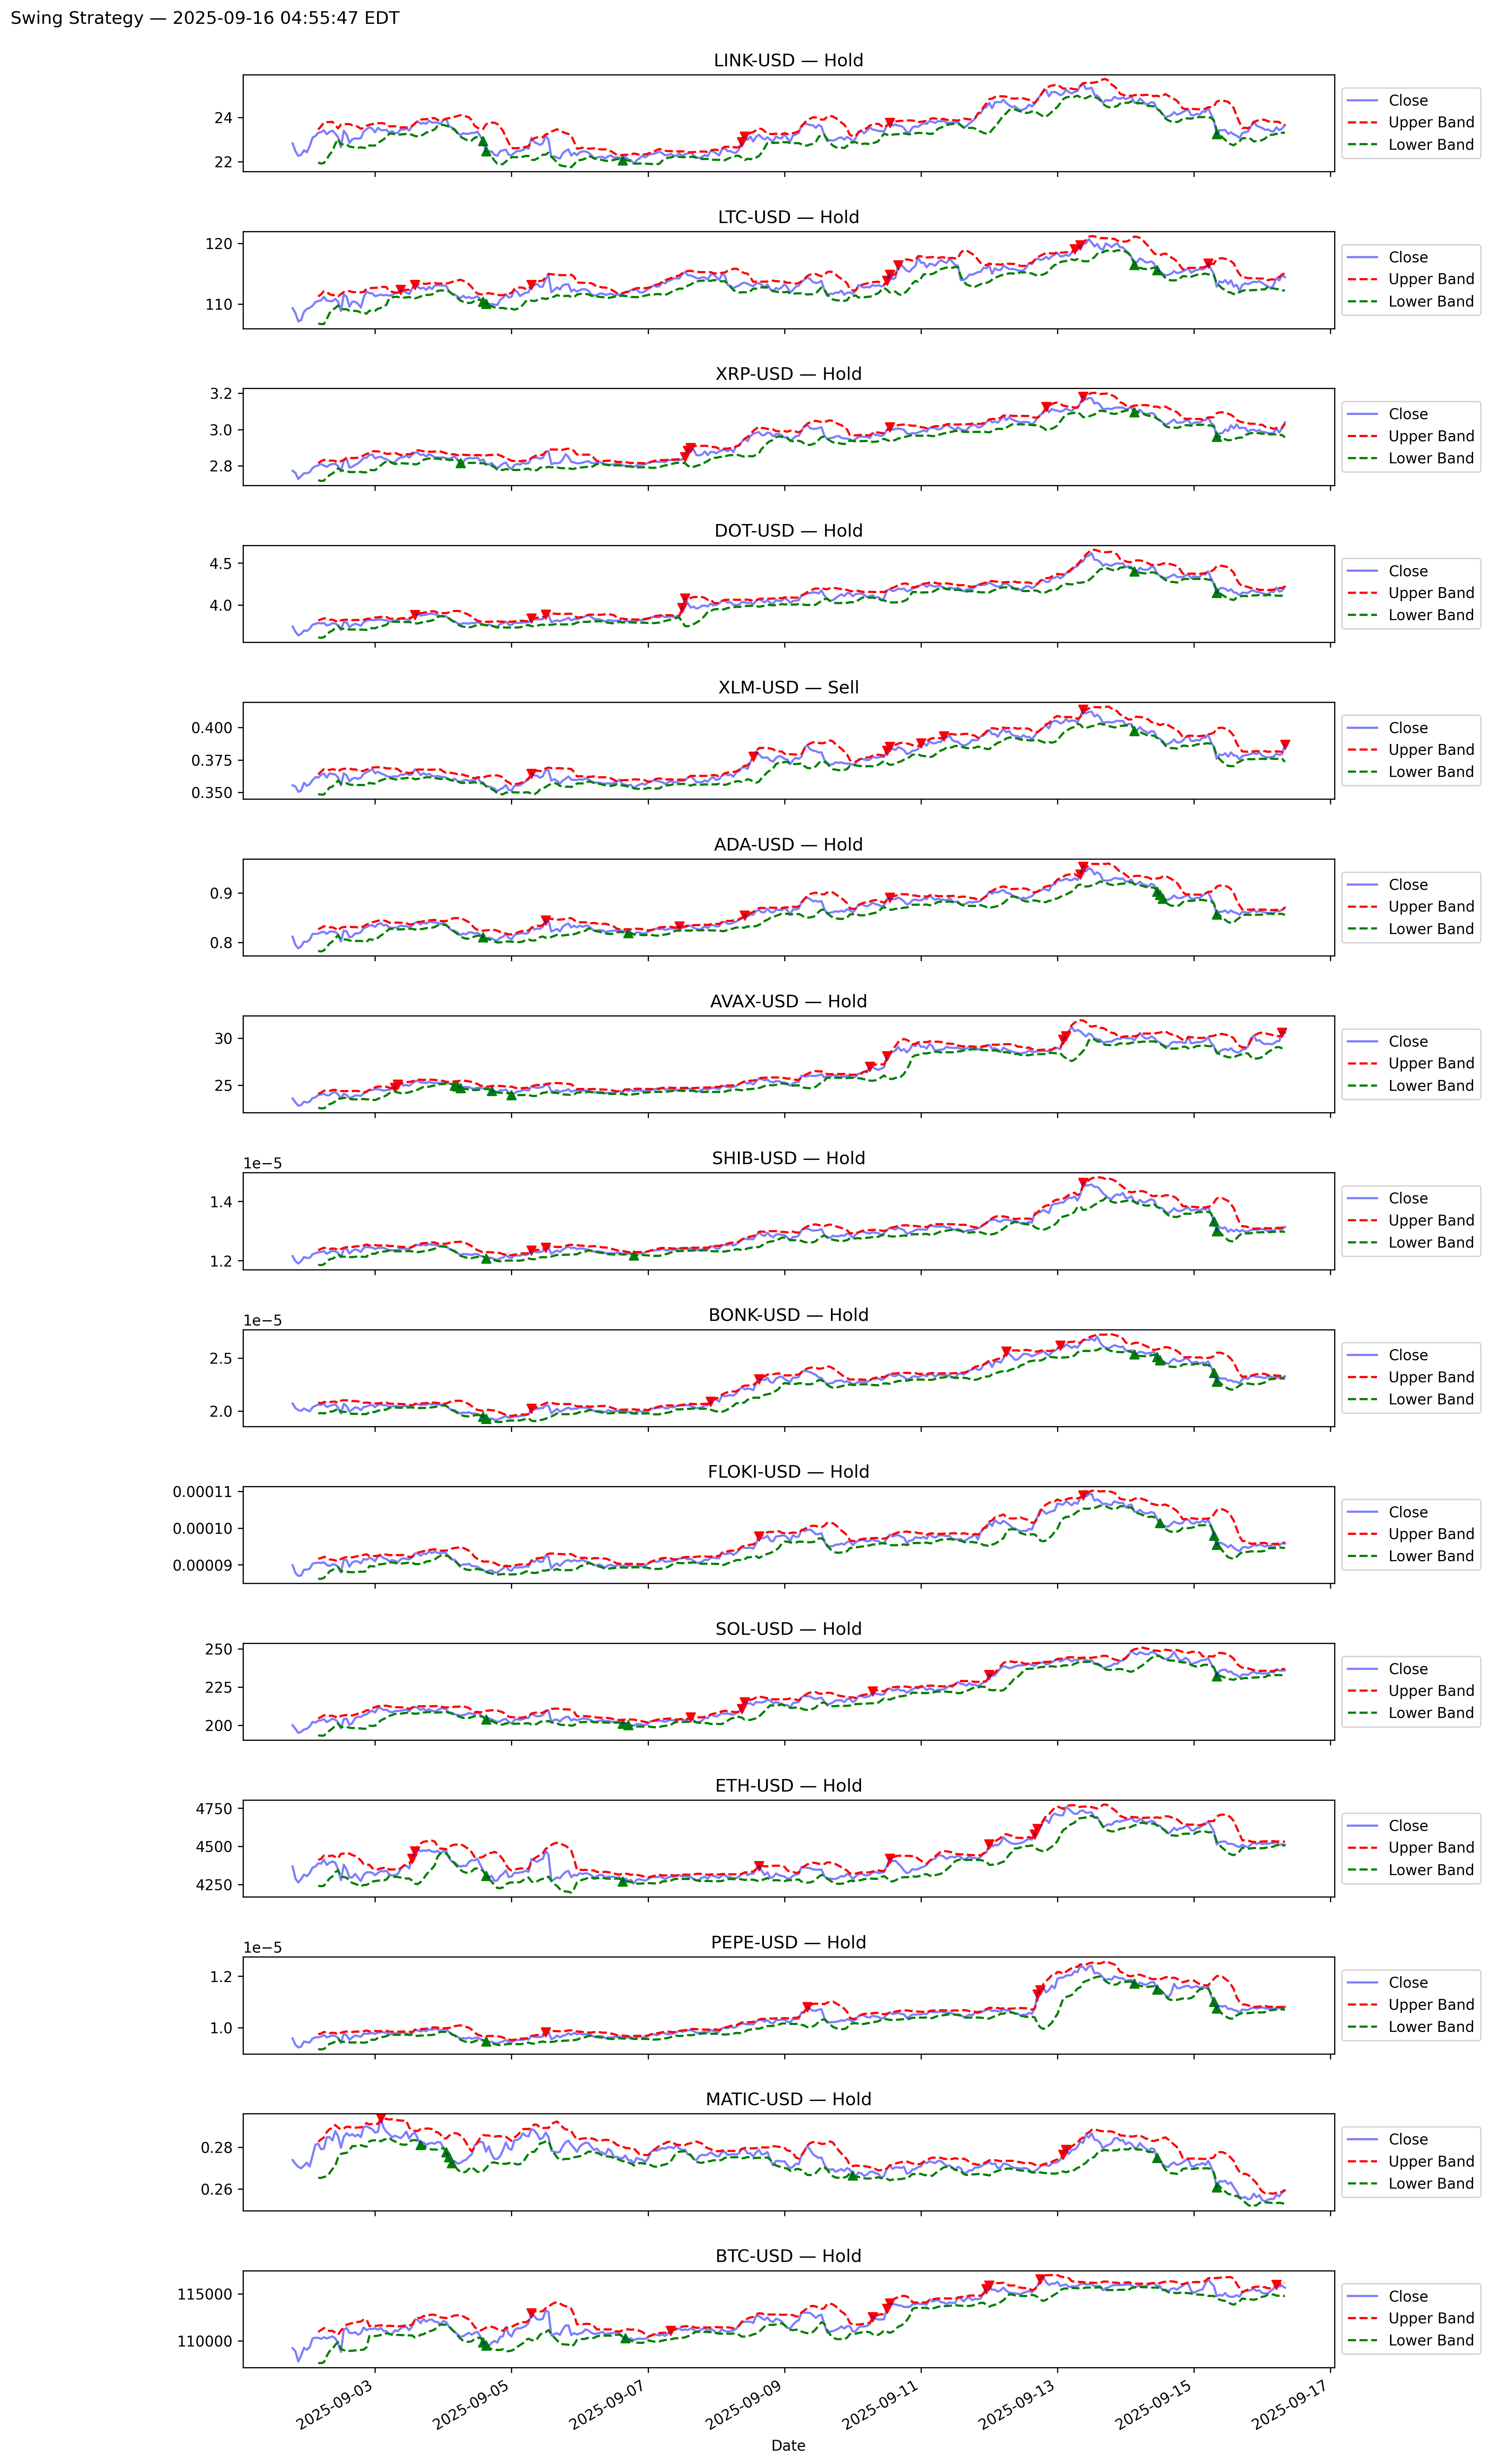 Swing Strategy — 2025-09-16 04:55:47 EDT
LINK-USD — Hold
24
22
Close
Upper Band
Lower Band
LTC-USD — Hold
120
110
Close
Upper Band
Lower Band
XRP-USD — Hold
3.2
3.0
2.8
Close
Upper Band
Lower Band
DOT-USD — Hold
4.5
4.0
Close
Upper Band
Lower Band
XLM-USD — Sell
0.400
0.375
0.350
Close
Upper Band
Lower Band
ADA-USD — Hold
0.9
0.8
Close
Upper Band
Lower Band
AVAX-USD — Hold
30
25
Close
Upper Band
Lower Band
SHIB-USD — Hold
1e−5
1.4
1.2
Close
Upper Band
Lower Band
BONK-USD — Hold
1e−5
2.5
2.0
Close
Upper Band
Lower Band
FLOKI-USD — Hold
0.00011
0.00010
0.00009
Close
Upper Band
Lower Band
SOL-USD — Hold
250
225
200
Close
Upper Band
Lower Band
ETH-USD — Hold
4750
4500
4250
Close
Upper Band
Lower Band
PEPE-USD — Hold
1e−5
1.2
1.0
Close
Upper Band
Lower Band
MATIC-USD — Hold
0.28
0.26
Close
Upper Band
Lower Band
BTC-USD — Hold
115000
110000
Close
Upper Band
Lower Band
2025-09-03
2025-09-05
2025-09-07
2025-09-09
2025-09-11
2025-09-13
2025-09-15
2025-09-17
Date